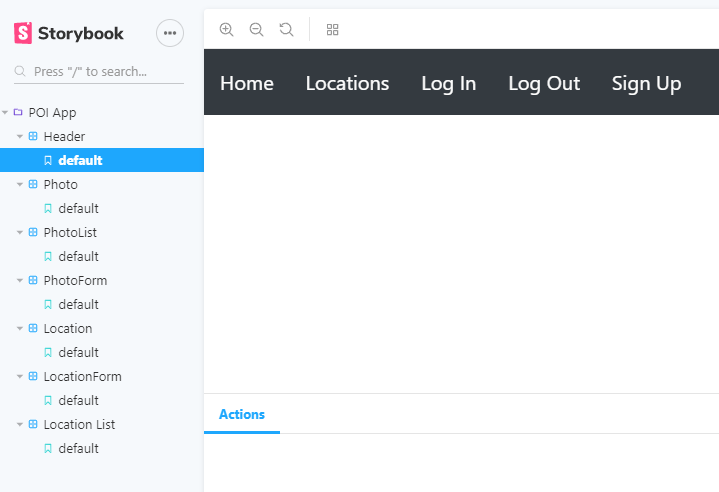 Storybook
Press "/" to search...
POI App
Header
default
Photo
default
PhotoList
default
PhotoForm
default
Location
default
LocationForm
default
Location List
default
Home Locations Log In Log Out Sign Up
Actions